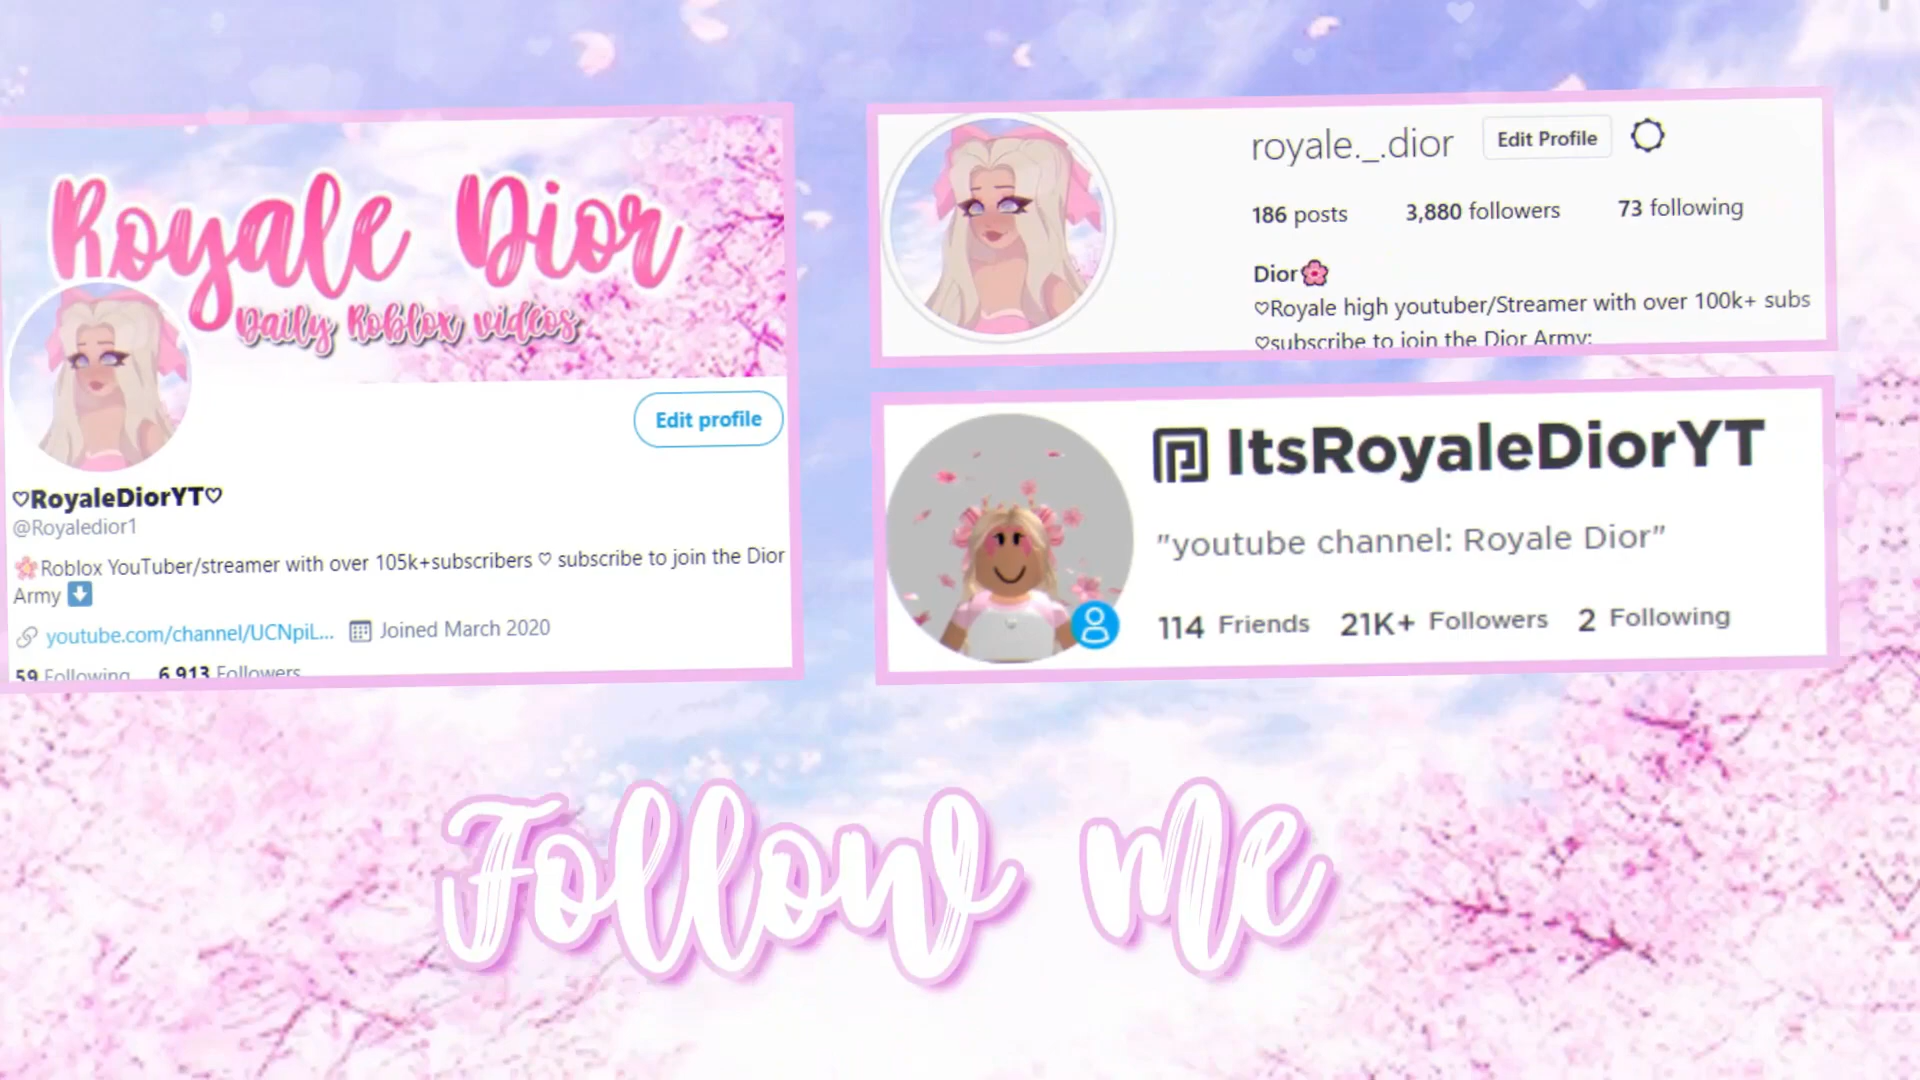 Royale Dior
Daily Roblox videos
Edit profile
♡RoyaleDiorYT♡
@Royaledior1
🌸Roblox YouTuber/streamer with over 105k+subscribers ♡ subscribe to join the Dior
Army ⬇
youtube.com/channel/UCNpiL... Joined March 2020
59 Following 6,913 Followers
royale._.dior Edit Profile
186 posts 3,880 followers 73 following
Dior🌸
♡Royale high youtuber/Streamer with over 100k+ subs
♡subscribe to join the Dior Army:
ItsRoyaleDiorYT
"youtube channel: Royale Dior"
114 Friends 21K+ Followers 2 Following
Follow me